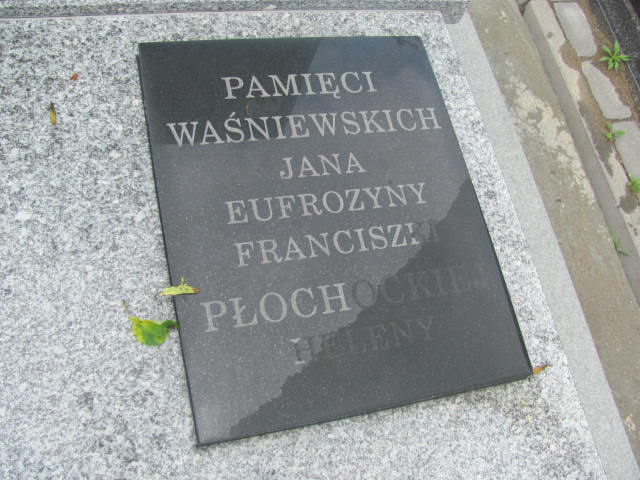 PAMIĘCI
WAŚNIEWSKICH
JANA
EUFROZYNY
FRANCISZKI
PŁOCHOCKIEJ
HELENY